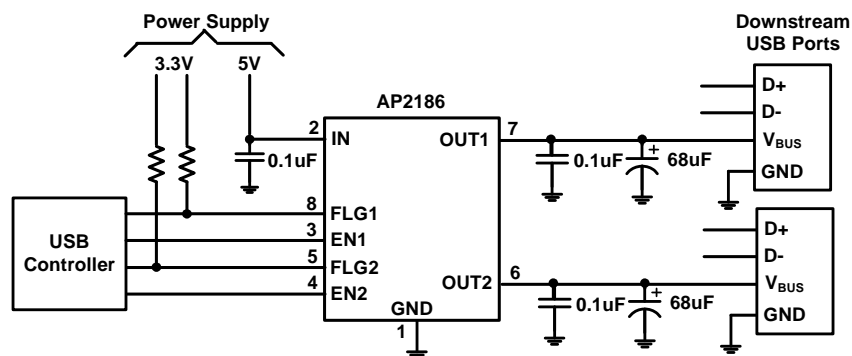 Power Supply
3.3V
5V
Downstream
USB Ports
AP2186
D+
D-
VBUS
GND
2
IN
OUT1
7
0.1uF
0.1uF
+
68uF
USB
Controller
8
FLG1
3
EN1
5
FLG2
4
EN2
GND
1
OUT2
6
0.1uF
+
68uF
D+
D-
VBUS
GND